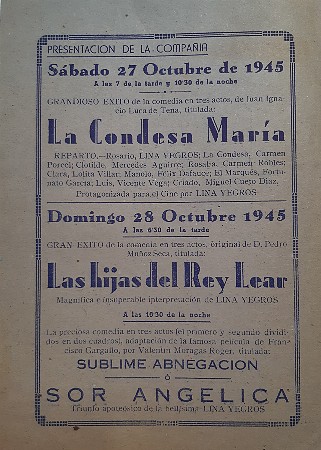 PRESENTACION DE LA COMPAÑIA
Sábado 27 Octubre de 1945
A las 7 de la tarde y 10'30 de la noche
GRANDIOSO EXITO de la comedia en tres actos, de Juan Igna-
cio Luca de Tena, titulada:
La Condesa María
REPARTO.—Rosario, LINA YEGROS; La Condesa, Carmen
Porcel; Clotilde, Mercedes Aguirre; Rosalba, Carmen Robles;
Clara, Lolita Villar; Manolo, Félix Dafauce; El Marqués, Fortu-
nato García; Luis, Vicente Vega; Criado, Miguel Cueto Díaz.
Protagonizada para el Cine por LINA YEGROS
Domingo 28 Octubre 1945
A las 6'30 de la tarde
GRAN EXITO de la comedia en tres actos, original de D. Pedro
Muñoz Seca, titulada:
Las hijas del Rey Lear
Magnífica e insuperable interpretación de LINA YEGROS
A las 10'30 de la noche
La preciosa comedia en tres actos (el primero y segundo dividi-
dos en dos cuadros), adaptación de la famosa película de Fran-
cisco Gargallo, por Valentín Moragas Roger, titulada:
SUBLIME ABNEGACION
O
SOR ANGELICA
Triunfo apoteósico de la bellísima LINA YEGROS